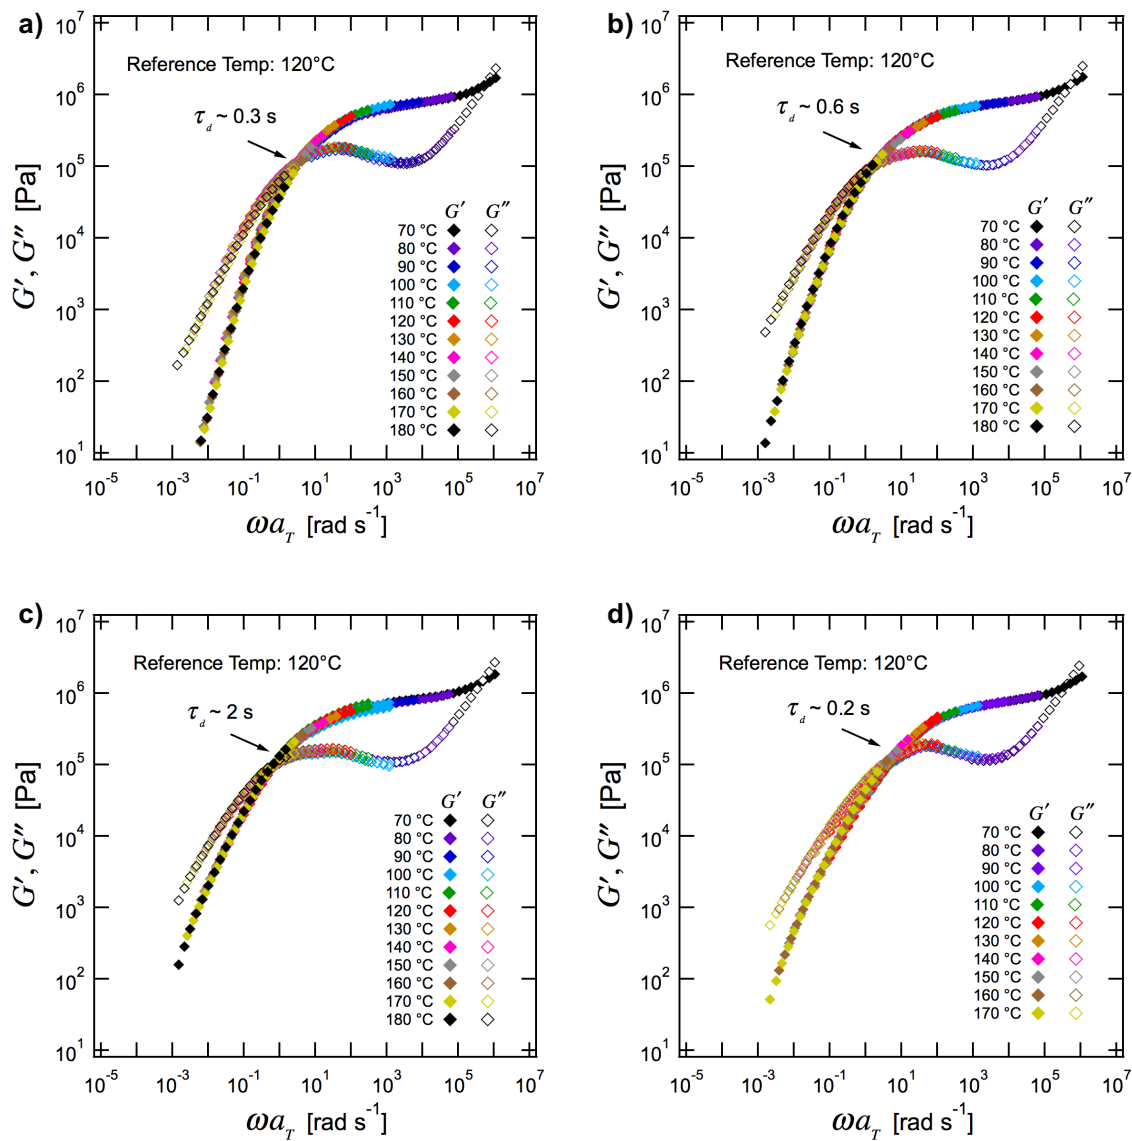 a)
Reference Temp: 120°C
τd ~ 0.3 s
G′, G″ [Pa]
10^7
10^6
10^5
10^4
10^3
10^2
10^1
G′ G″
70 °C
80 °C
90 °C
100 °C
110 °C
120 °C
130 °C
140 °C
150 °C
160 °C
170 °C
180 °C
10^-5 10^-3 10^-1 10^1 10^3 10^5 10^7
ωaT [rad s^-1]
b)
Reference Temp: 120°C
τd ~ 0.6 s
G′, G″ [Pa]
10^7
10^6
10^5
10^4
10^3
10^2
10^1
G′ G″
70 °C
80 °C
90 °C
100 °C
110 °C
120 °C
130 °C
140 °C
150 °C
160 °C
170 °C
180 °C
10^-5 10^-3 10^-1 10^1 10^3 10^5 10^7
ωaT [rad s^-1]
c)
Reference Temp: 120°C
τd ~ 2 s
G′, G″ [Pa]
10^7
10^6
10^5
10^4
10^3
10^2
10^1
G′ G″
70 °C
80 °C
90 °C
100 °C
110 °C
120 °C
130 °C
140 °C
150 °C
160 °C
170 °C
180 °C
10^-5 10^-3 10^-1 10^1 10^3 10^5 10^7
ωaT [rad s^-1]
d)
Reference Temp: 120°C
τd ~ 0.2 s
G′, G″ [Pa]
10^7
10^6
10^5
10^4
10^3
10^2
10^1
G′ G″
70 °C
80 °C
90 °C
100 °C
110 °C
120 °C
130 °C
140 °C
150 °C
160 °C
170 °C
10^-5 10^-3 10^-1 10^1 10^3 10^5 10^7
ωaT [rad s^-1]